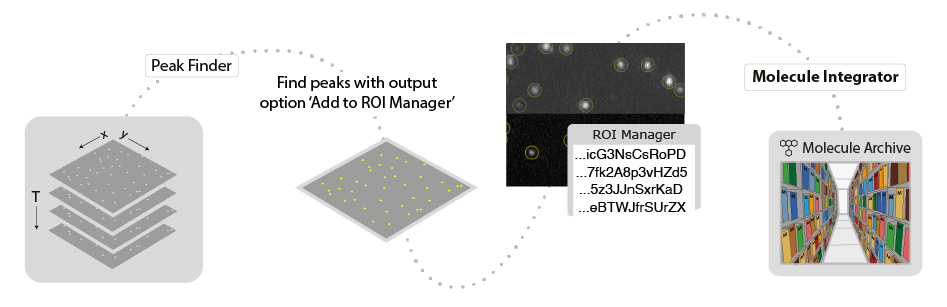 Peak Finder
x y
T
Find peaks with output
option ‘Add to ROI Manager’
ROI Manager
...icG3NsCsRoPD
...7fk2A8p3vHZd5
...5z3JJnSxrKaD
...eBTWJfrSUrZX
Molecule Integrator
Molecule Archive